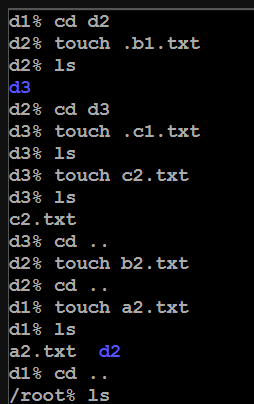 d1% cd d2
d2% touch .b1.txt
d2% ls
d3
d2% cd d3
d3% touch .c1.txt
d3% ls
d3% touch c2.txt
d3% ls
c2.txt
d3% cd ..
d2% touch b2.txt
d2% cd ..
d1% touch a2.txt
d1% ls
a2.txt  d2
d1% cd ..
/root% ls